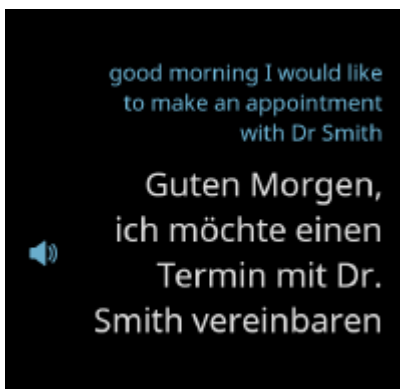 good morning I would like
to make an appointment
with Dr Smith
Guten Morgen,
ich möchte einen
Termin mit Dr.
Smith vereinbaren